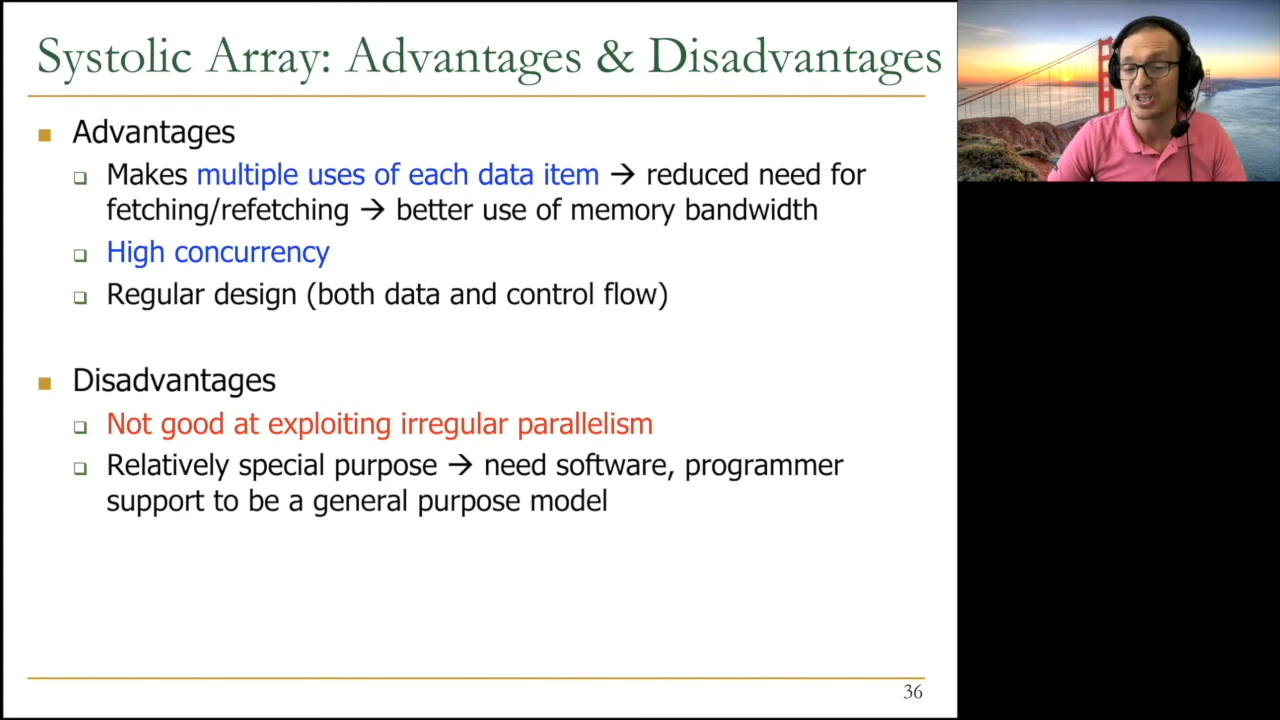 Systolic Array: Advantages & Disadvantages
Advantages
Makes multiple uses of each data item → reduced need for
fetching/refetching → better use of memory bandwidth
High concurrency
Regular design (both data and control flow)
Disadvantages
Not good at exploiting irregular parallelism
Relatively special purpose → need software, programmer
support to be a general purpose model
36